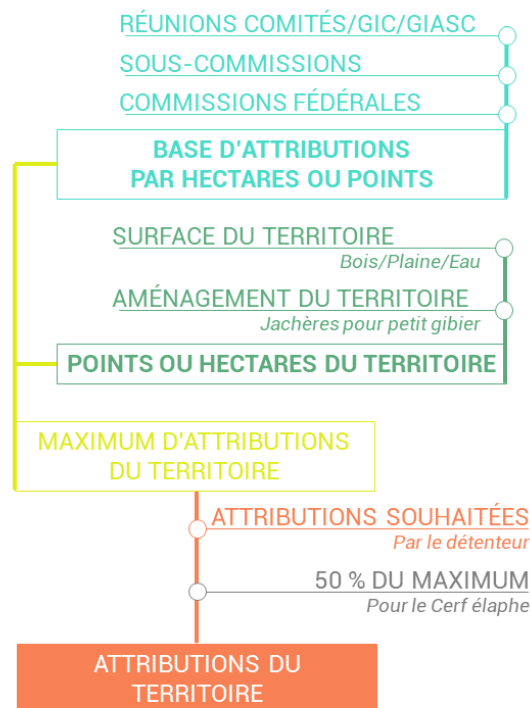 RÉUNIONS COMITÉS/GIC/GIASC
SOUS-COMMISSIONS
COMMISSIONS FÉDÉRALES
BASE D'ATTRIBUTIONS
PAR HECTARES OU POINTS
SURFACE DU TERRITOIRE
Bois/Plaine/Eau
AMÉNAGEMENT DU TERRITOIRE
Jachères pour petit gibier
POINTS OU HECTARES DU TERRITOIRE
MAXIMUM D'ATTRIBUTIONS
DU TERRITOIRE
ATTRIBUTIONS SOUHAITÉES
Par le détenteur
50 % DU MAXIMUM
Pour le Cerf élaphe
ATTRIBUTIONS DU
TERRITOIRE